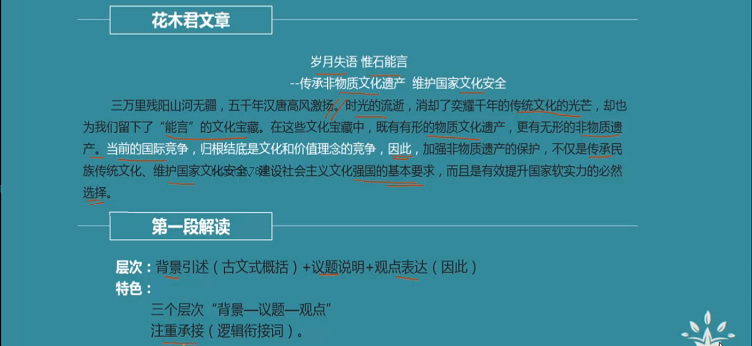 花木君文章
岁月失语 惟石能言
--传承非物质文化遗产 维护国家文化安全
三万里残阳山河无疆，五千年汉唐高风激扬。时光的流逝，消却了奕耀千年的传统文化的光芒，却也
为我们留下了“能言”的文化宝藏。在这些文化宝藏中，既有有形的物质文化遗产，更有无形的非物质遗
产。当前的国际竞争，归根结底是文化和价值理念的竞争，因此，加强非物质遗产的保护，不仅是传承民
族传统文化、维护国家文化安全、建设社会主义文化强国的基本要求，而且是有效提升国家软实力的必然
选择。
第一段解读
层次：背景引述（古文式概括）+议题说明+观点表达（因此）
特色：
三个层次“背景—议题—观点”
注重承接（逻辑衔接词）。